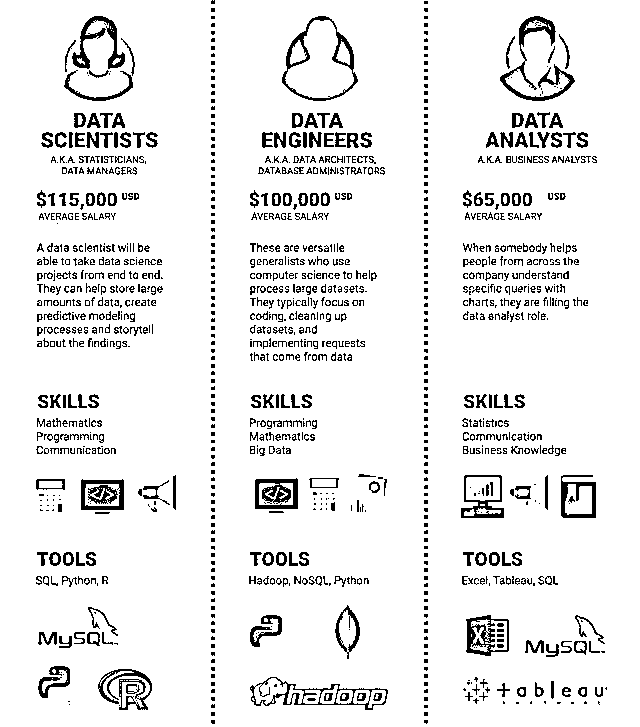 DATA
SCIENTISTS
A.K.A. STATISTICIANS,
DATA MANAGERS
$115,000 USD
AVERAGE SALARY
A data scientist will be
able to take data science
projects from end to end.
They can help store large
amounts of data, create
predictive modeling
processes and storytell
about the findings.
SKILLS
Mathematics
Programming
Communication
TOOLS
SQL, Python, R
MySQL
R
DATA
ENGINEERS
A.K.A. DATA ARCHITECTS,
DATABASE ADMINISTRATORS
$100,000 USD
AVERAGE SALARY
These are versatile
generalists who use
computer science to help
process large datasets.
They typically focus on
coding, cleaning up
datasets, and
implementing requests
that come from data
SKILLS
Programming
Mathematics
Big Data
TOOLS
Hadoop, NoSQL, Python
hadoop
DATA
ANALYSTS
A.K.A. BUSINESS ANALYSTS
$65,000 USD
AVERAGE SALARY
When somebody helps
people from across the
company understand
specific queries with
charts, they are filling the
data analyst role.
SKILLS
Statistics
Communication
Business Knowledge
TOOLS
Excel, Tableau, SQL
X
MySQL
tableau